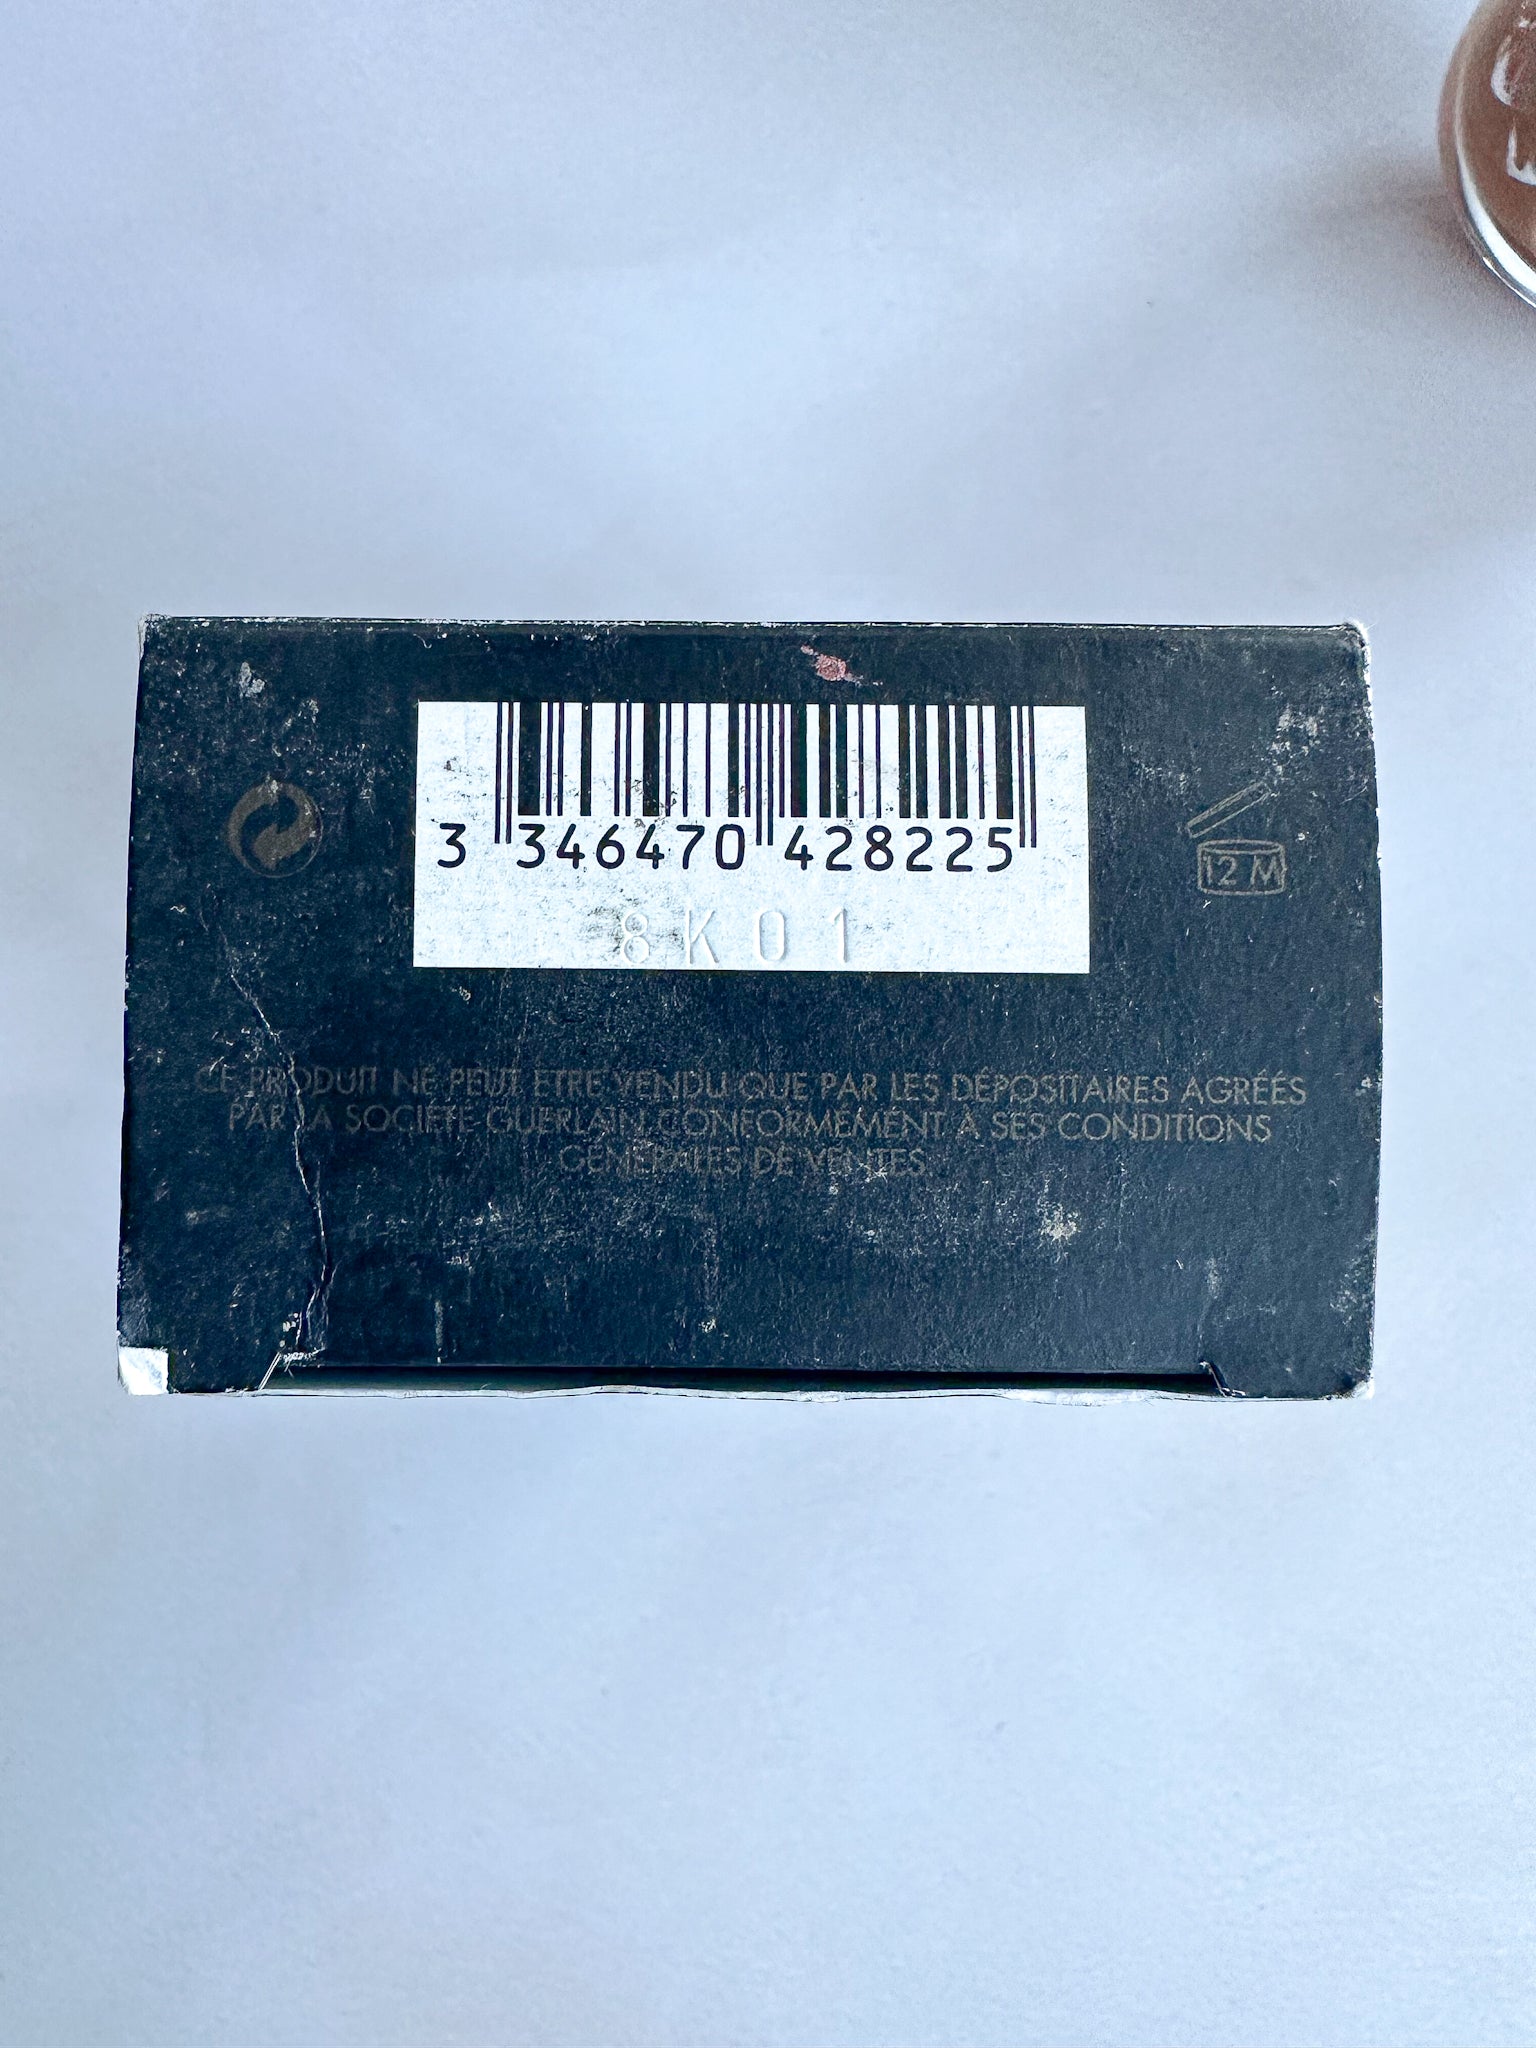 3 346470 428225
8K01
12 M
CE PRODUIT NE PEUT ETRE VENDU QUE PAR LES DÉPOSITAIRES AGRÉÉS
PAR LA SOCIÉTÉ GUERLAIN CONFORMÉMENT À SES CONDITIONS
GÉNÉRALES DE VENTES